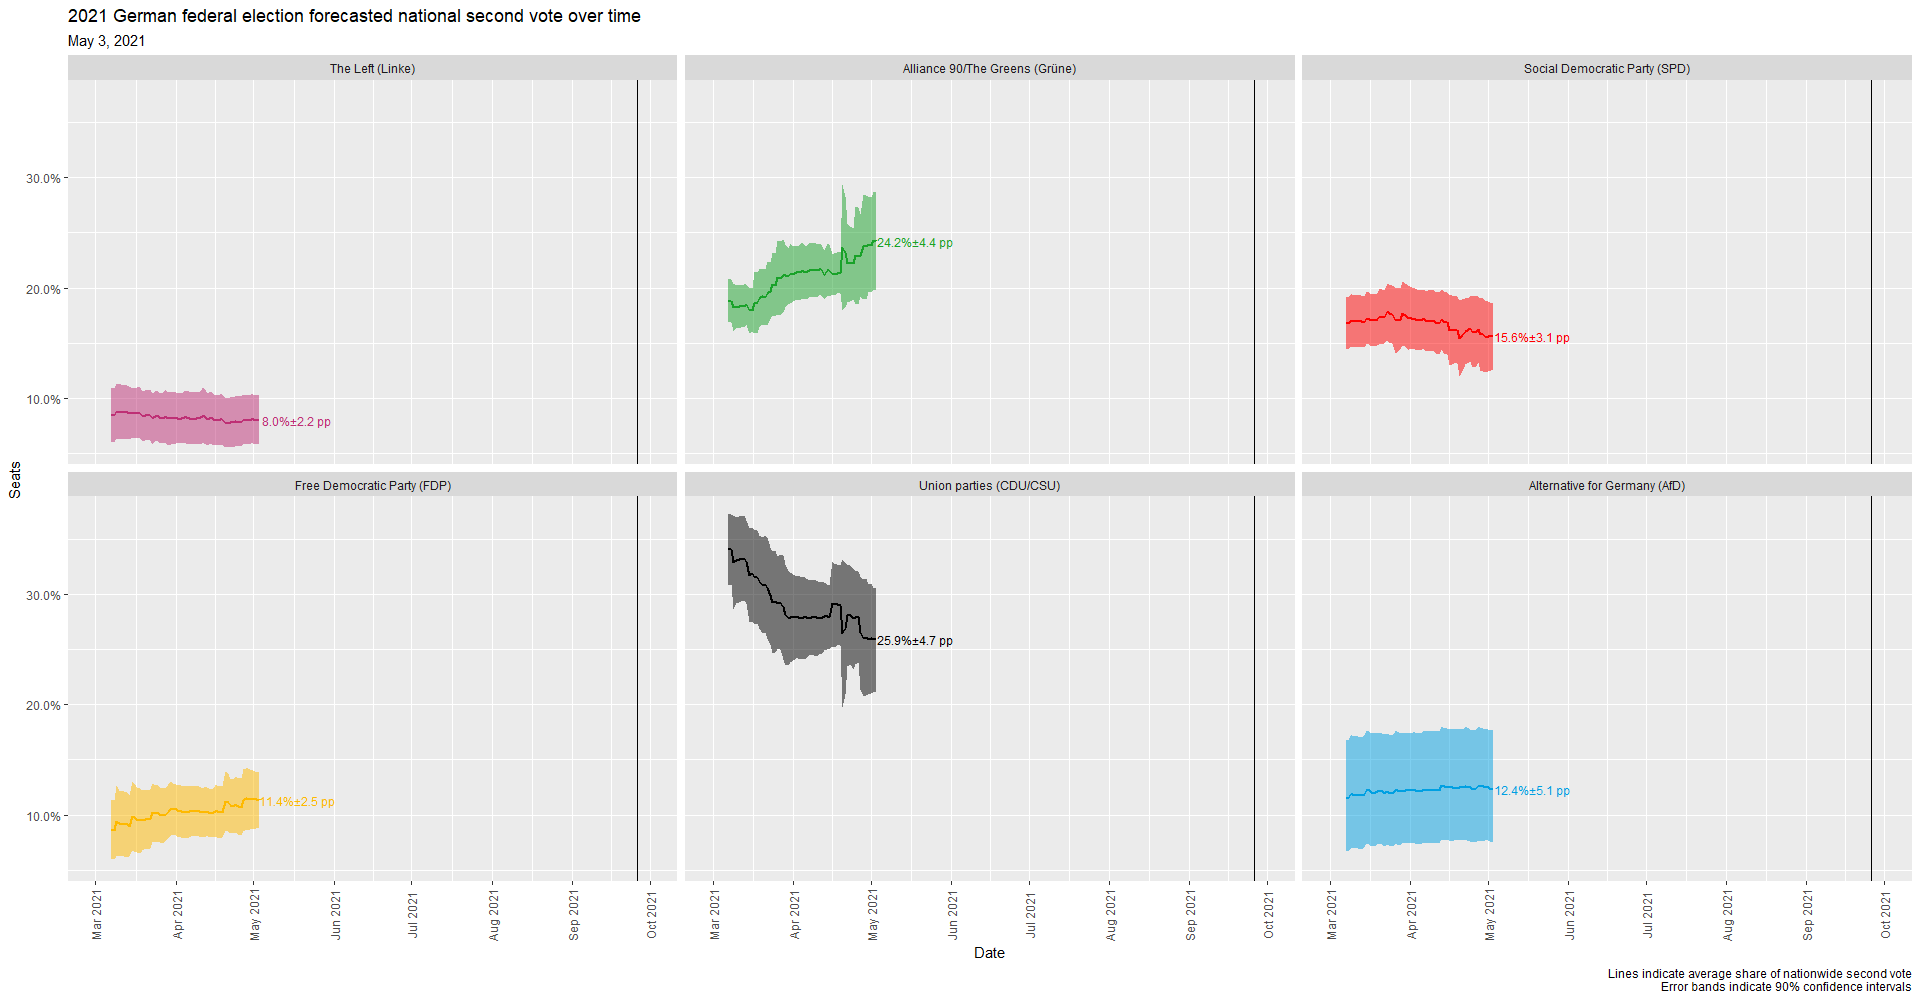 2021 German federal election forecasted national second vote over time
May 3, 2021
The Left (Linke)
Alliance 90/The Greens (Grüne)
Social Democratic Party (SPD)
30.0%
20.0%
10.0%
8.0%±2.2 pp
24.2%±4.4 pp
15.6%±3.1 pp
Seats
Free Democratic Party (FDP)
Union parties (CDU/CSU)
Alternative for Germany (AfD)
30.0%
20.0%
10.0%
11.4%±2.5 pp
25.9%±4.7 pp
12.4%±5.1 pp
Mar 2021
Apr 2021
May 2021
Jun 2021
Jul 2021
Aug 2021
Sep 2021
Oct 2021
Mar 2021
Apr 2021
May 2021
Jun 2021
Jul 2021
Aug 2021
Sep 2021
Oct 2021
Mar 2021
Apr 2021
May 2021
Jun 2021
Jul 2021
Aug 2021
Sep 2021
Oct 2021
Date
Lines indicate average share of nationwide second vote
Error bands indicate 90% confidence intervals